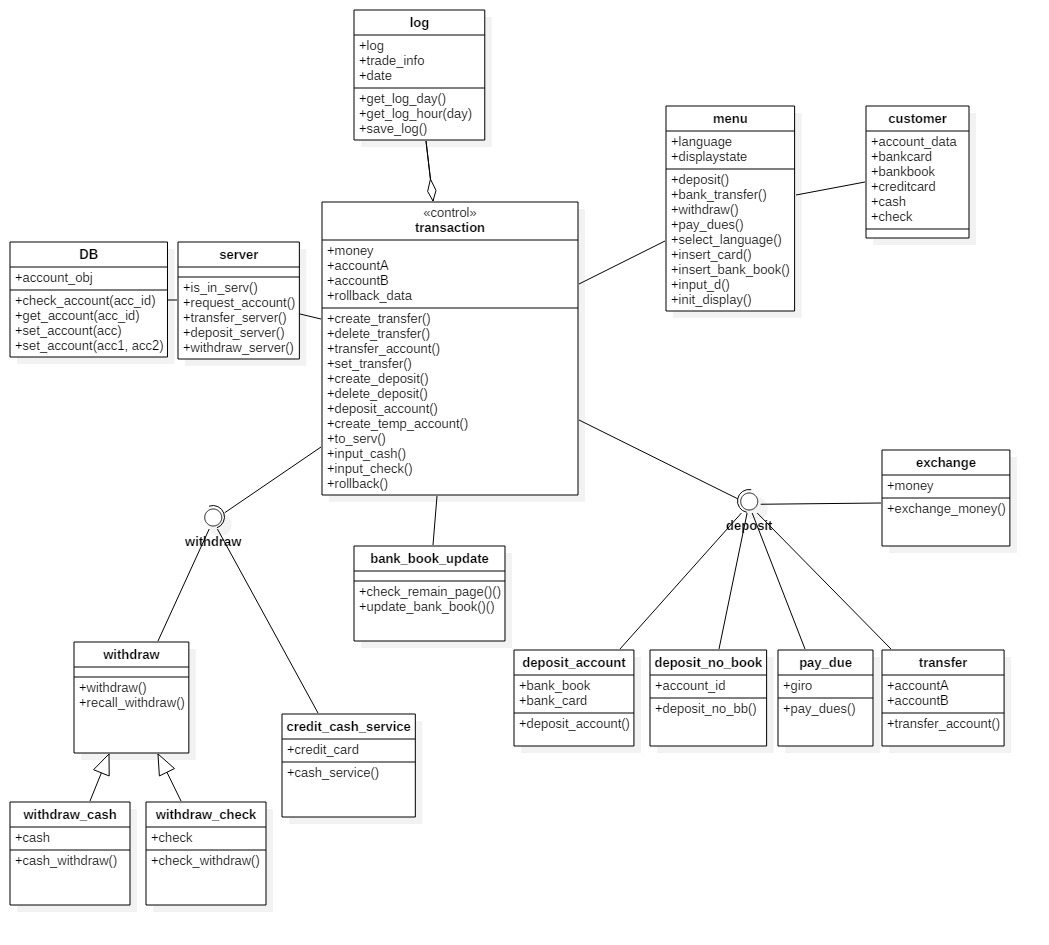 log
+log
+trade_info
+date
+get_log_day()
+get_log_hour(day)
+save_log()
menu
+language
+displaystate
+deposit()
+bank_transfer()
+withdraw()
+pay_dues()
+select_language()
+insert_card()
+insert_bank_book()
+input_d()
+init_display()
customer
+account_data
+bankcard
+bankbook
+creditcard
+cash
+check
DB
+account_obj
+check_account(acc_id)
+get_account(acc_id)
+set_account(acc)
+set_account(acc1, acc2)
server
+is_in_serv()
+request_account()
+transfer_server()
+deposit_server()
+withdraw_server()
«control»
transaction
+money
+accountA
+accountB
+rollback_data
+create_transfer()
+delete_transfer()
+transfer_account()
+set_transfer()
+create_deposit()
+delete_deposit()
+deposit_account()
+create_temp_account()
+to_serv()
+input_cash()
+input_check()
+rollback()
exchange
+money
+exchange_money()
withdraw
deposit
bank_book_update
+check_remain_page()()
+update_bank_book()()
withdraw
+withdraw()
+recall_withdraw()
credit_cash_service
+credit_card
+cash_service()
deposit_account
+bank_book
+bank_card
+deposit_account()
deposit_no_book
+account_id
+deposit_no_bb()
pay_due
+giro
+pay_dues()
transfer
+accountA
+accountB
+transfer_account()
withdraw_cash
+cash
+cash_withdraw()
withdraw_check
+check
+check_withdraw()